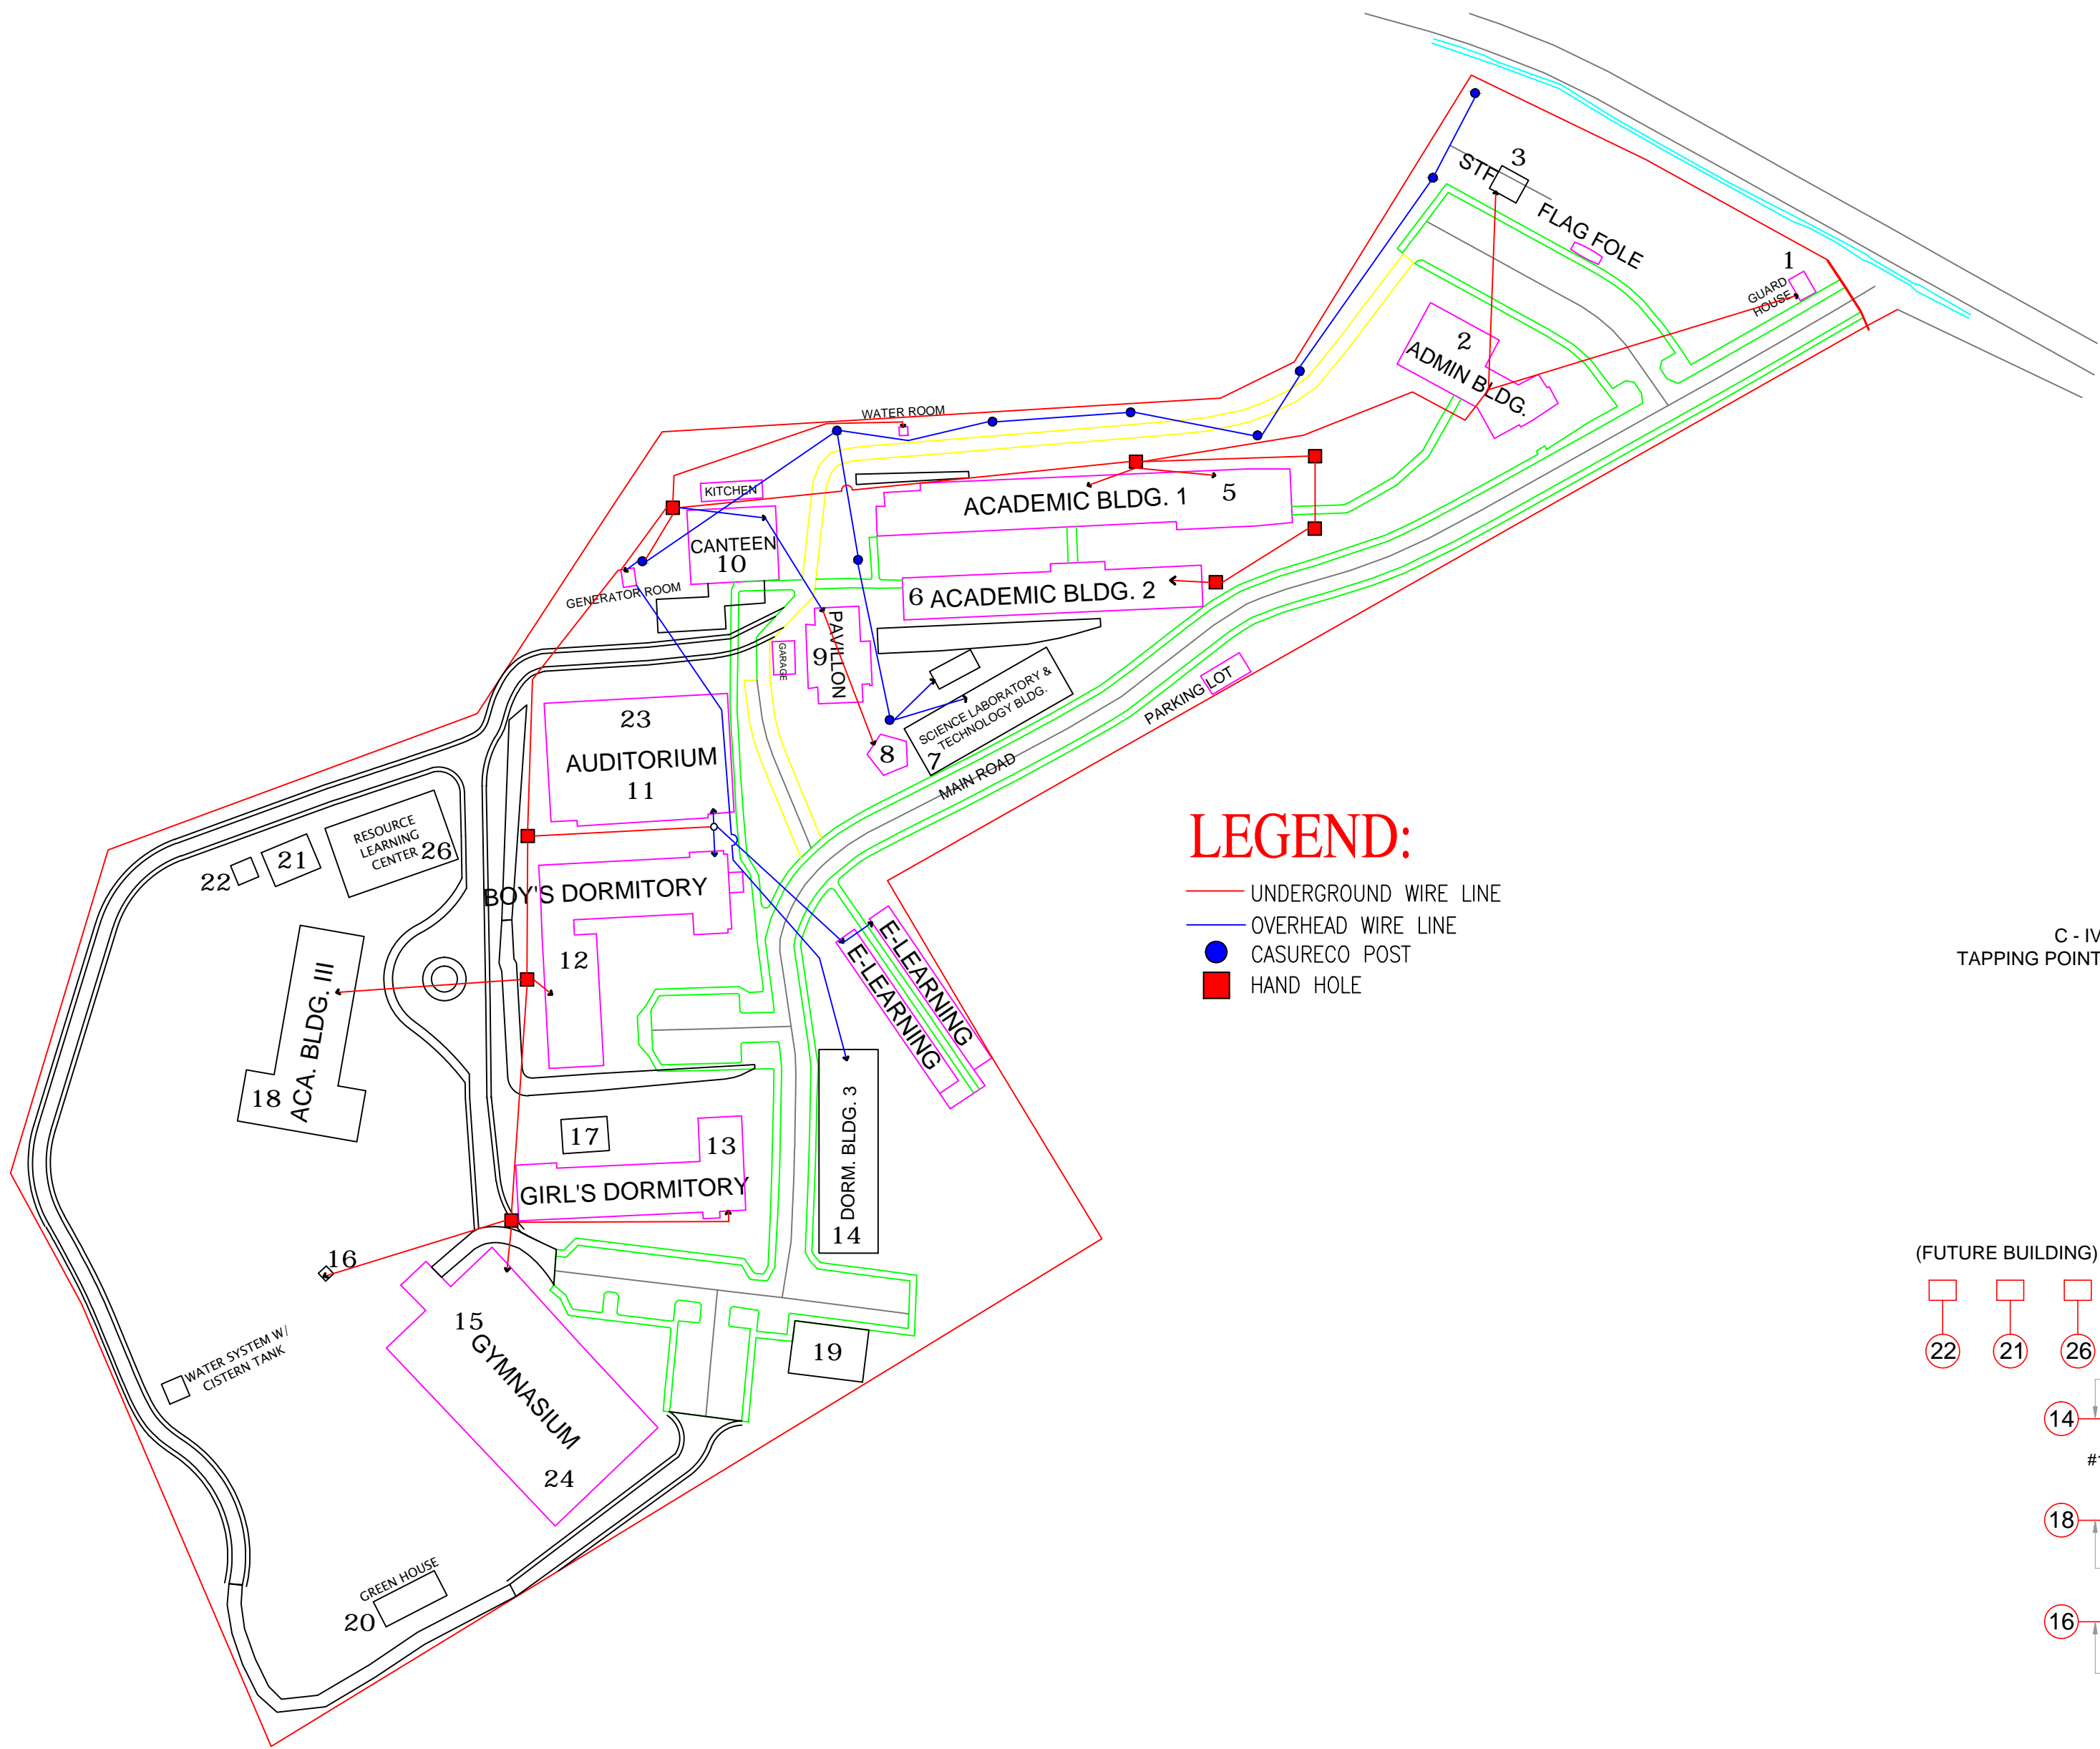 3
STF
FLAG FOLE
1
GUARD
HOUSE
2
ADMIN BLDG.
WATER ROOM
KITCHEN
ACADEMIC BLDG. 1
5
CANTEEN
10
GENERATOR ROOM
6
ACADEMIC BLDG. 2
9
PAVILLON
GARAGE
8
SCIENCE LABORATORY &
TECHNOLOGY BLDG.
7
PARKING LOT
MAIN ROAD
23
AUDITORIUM
11
RESOURCE
LEARNING
CENTER
26
21
22
BOY'S DORMITORY
12
E-LEARNING
E-LEARNING
LEGEND:
UNDERGROUND WIRE LINE
OVERHEAD WIRE LINE
CASURECO POST
HAND HOLE
C - IV
TAPPING POINT
ACA. BLDG. III
18
17
13
GIRL'S DORMITORY
DORM. BLDG. 3
14
16
15
GYMNASIUM
24
19
WATER SYSTEM W/
CISTERN TANK
GREEN HOUSE
20
(FUTURE BUILDING)
22
21
26
14
18
16